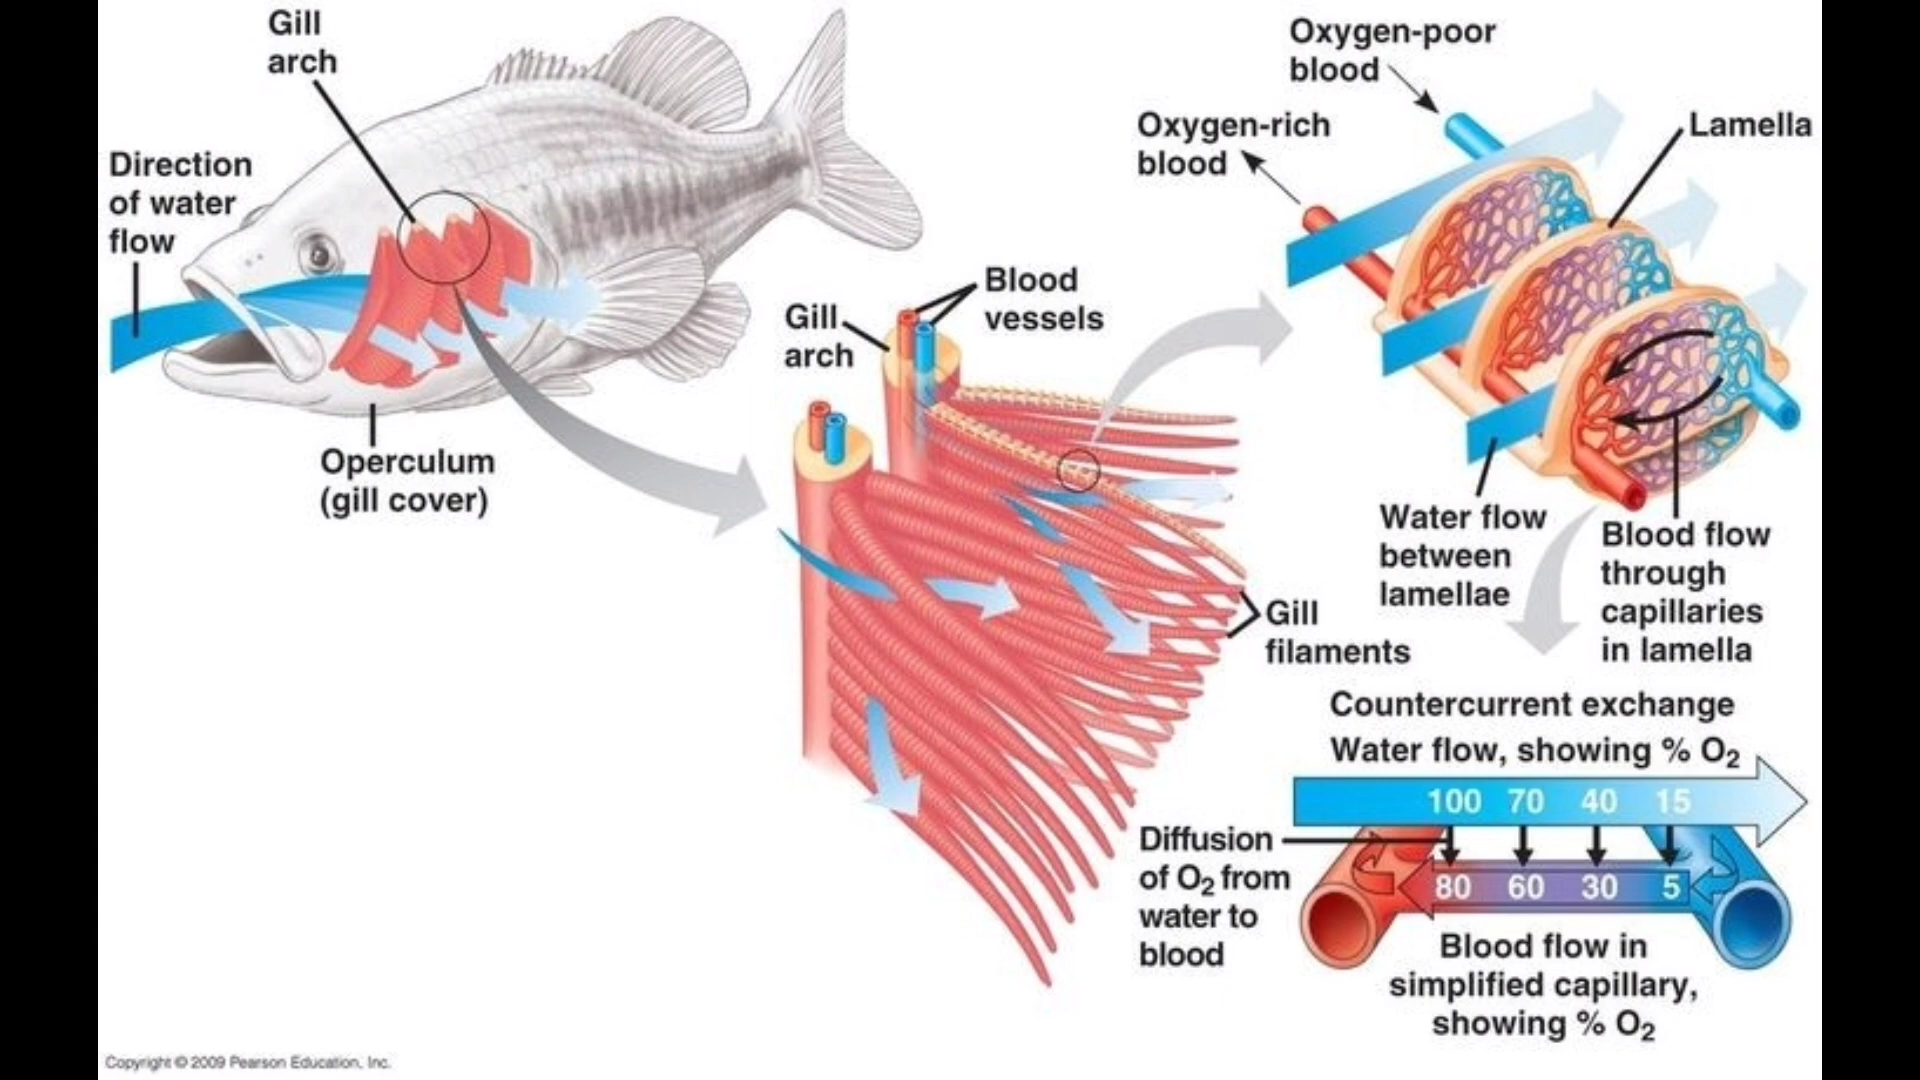 Gill
arch
Direction
of water
flow
Operculum
(gill cover)
Gill
arch
Blood
vessels
Gill
filaments
Oxygen-poor
blood
Oxygen-rich
blood
Lamella
Water flow
between
lamellae
Blood flow
through
capillaries
in lamella
Countercurrent exchange
Water flow, showing % O₂
100 70 40 15
Diffusion
of O₂ from
water to
blood
80 60 30 5
Blood flow in
simplified capillary,
showing % O₂
Copyright © 2009 Pearson Education, Inc.